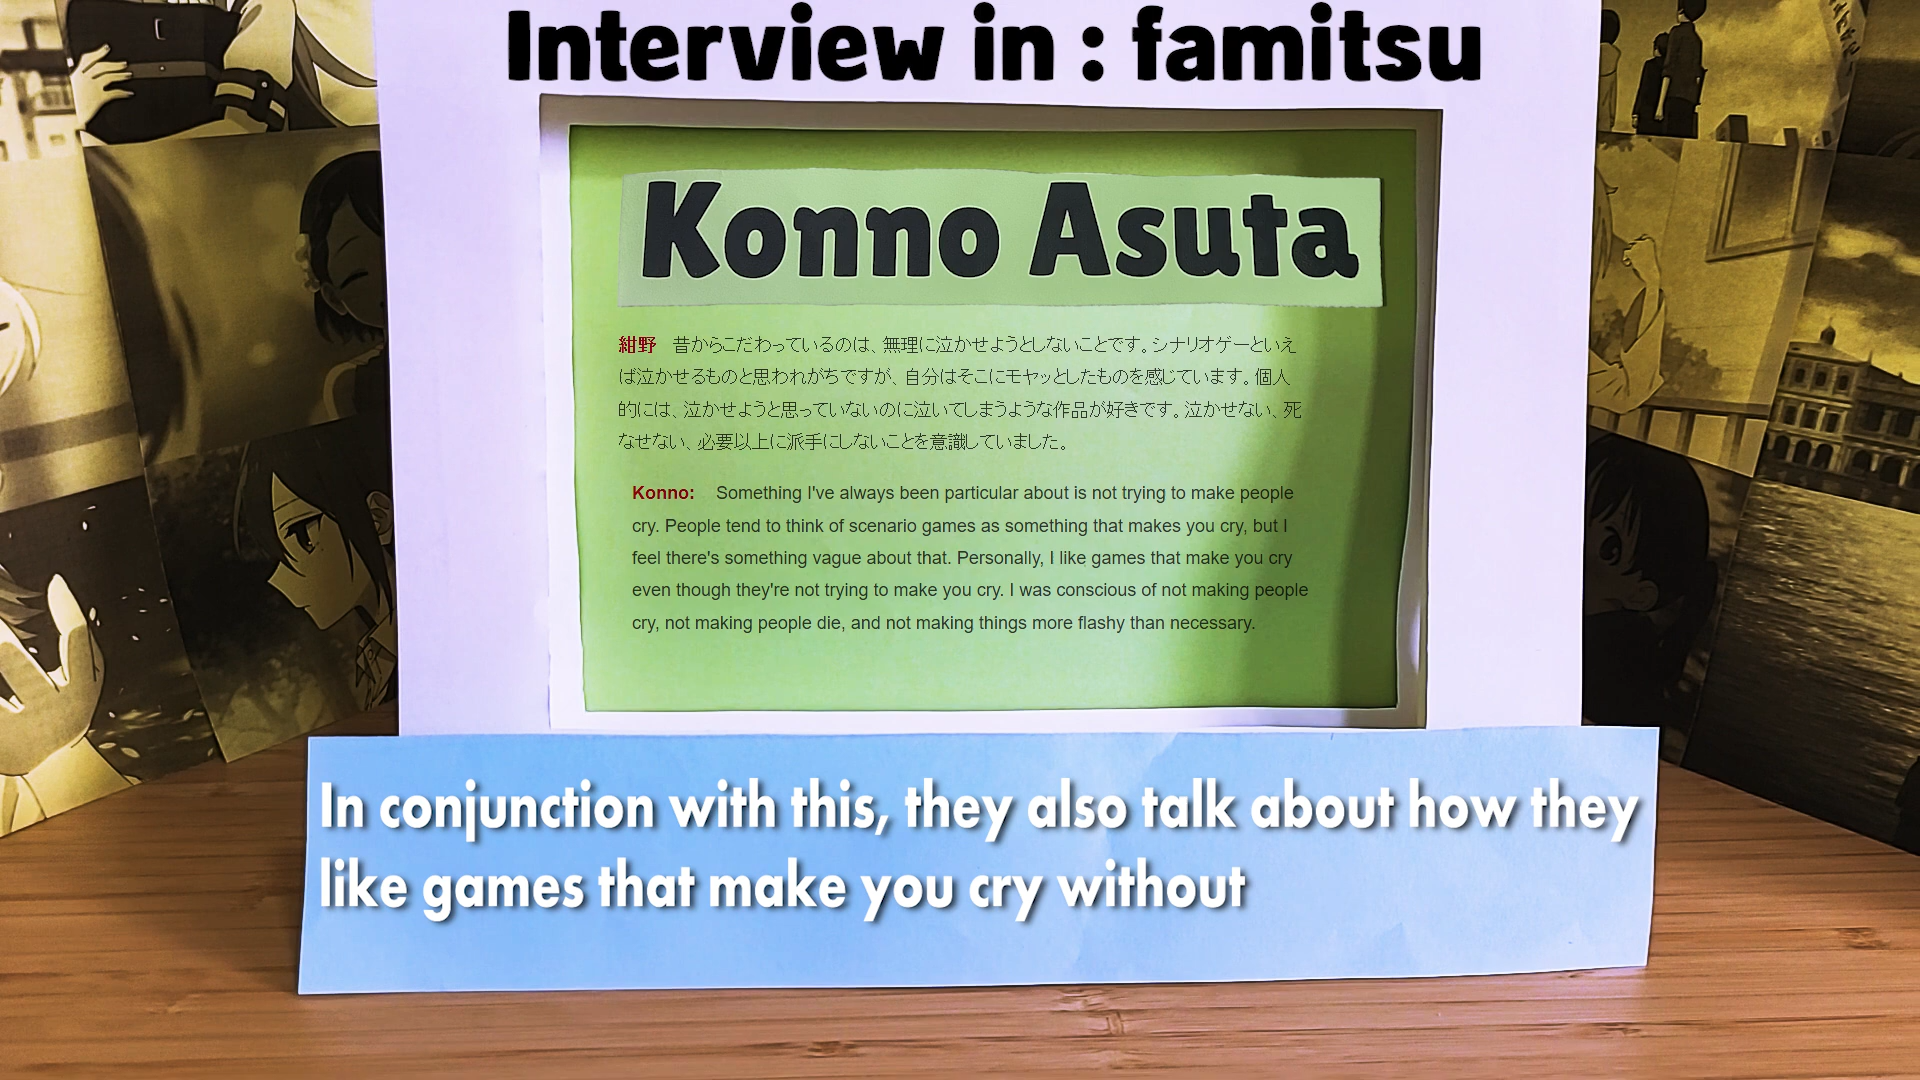 Interview in : famitsu
Konno Asuta
紺野　昔からこだわっているのは、無理に泣かせようとしないことです。シナリオゲーといえ
ば泣かせるものと思われがちですが、自分はそこにモヤッとしたものを感じています。個人
的には、泣かせようと思っていないのに泣いてしまうような作品が好きです。泣かせない、死
なせない、必要以上に派手にしないことを意識していました。
Konno: Something I've always been particular about is not trying to make people
cry. People tend to think of scenario games as something that makes you cry, but I
feel there's something vague about that. Personally, I like games that make you cry
even though they're not trying to make you cry. I was conscious of not making people
cry, not making people die, and not making things more flashy than necessary.
In conjunction with this, they also talk about how they
like games that make you cry without